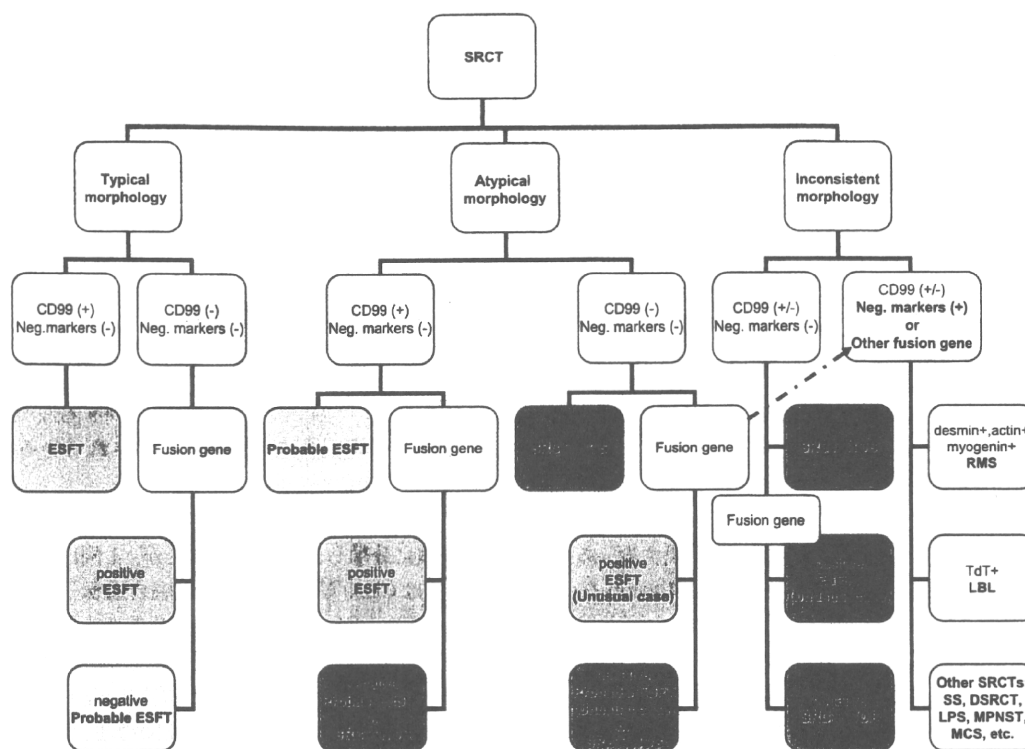 SRCT
Typical
morphology
Atypical
morphology
Inconsistent
morphology
CD99 (+)
Neg.markers (-)
CD99 (-)
Neg. markers (-)
CD99 (+)
Neg. markers (-)
CD99 (-)
Neg. markers (-)
CD99 (+/-)
Neg. markers (-)
CD99 (+/-)
Neg. markers (+)
or
Other fusion gene
ESFT
Fusion gene
Probable ESFT
Fusion gene
Fusion gene
desmin+,actin+
myogenin+
RMS
Fusion gene
positive
ESFT
positive
ESFT
positive
ESFT
(Unusual case)
TdT+
LBL
negative
Probable ESFT
Other SRCTs
SS, DSRCT,
LPS, MPNST,
MCS, etc.